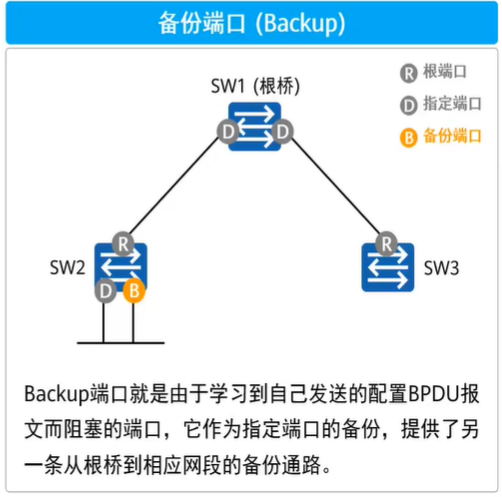 备份端口 (Backup)
R 根端口
D 指定端口
B 备份端口
SW1 (根桥)
D D
R R
SW2 SW3
D B
Backup端口就是由于学习到自己发送的配置BPDU报
文而阻塞的端口，它作为指定端口的备份，提供了另
一条从根桥到相应网段的备份通路。